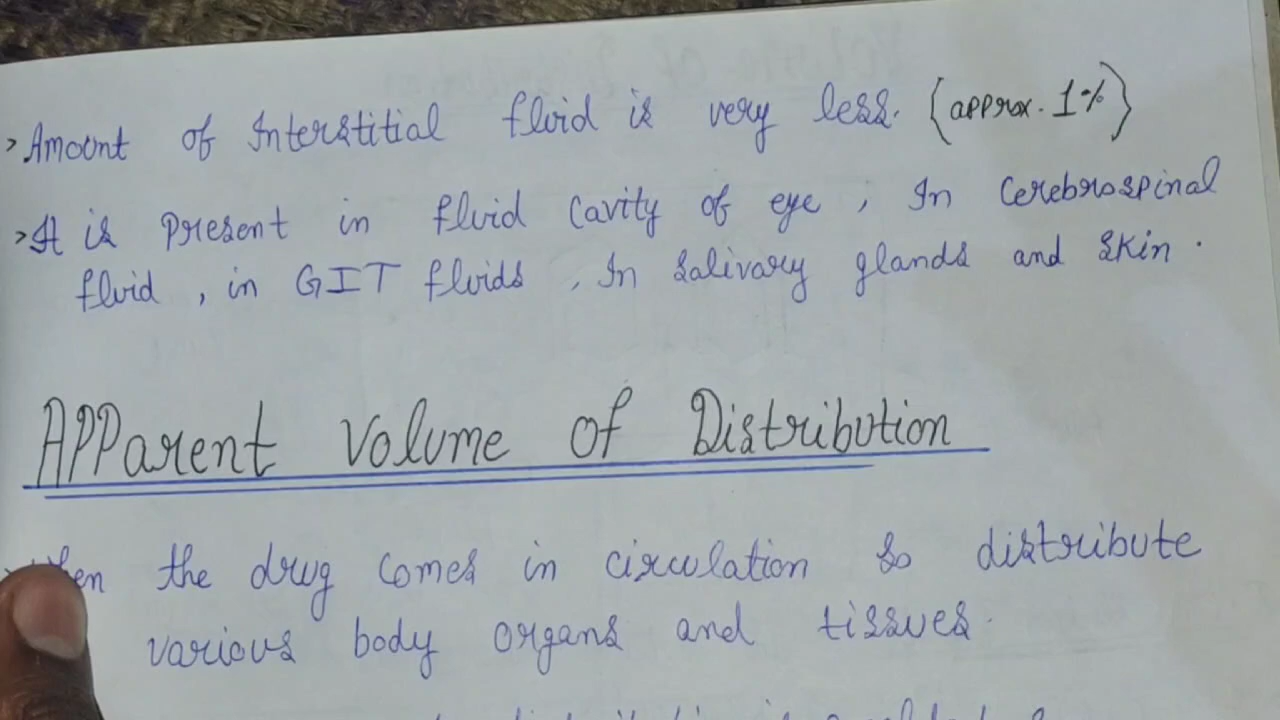 > Amount of Interstitial fluid is very less. (approx. 1%)
> It is present in fluid cavity of eye, In cerebrospinal
fluid, in GIT fluids, In salivary glands and skin.
APParent Volume of Distribution
the drug comes in circulation so distribute
various body organs and tissues.